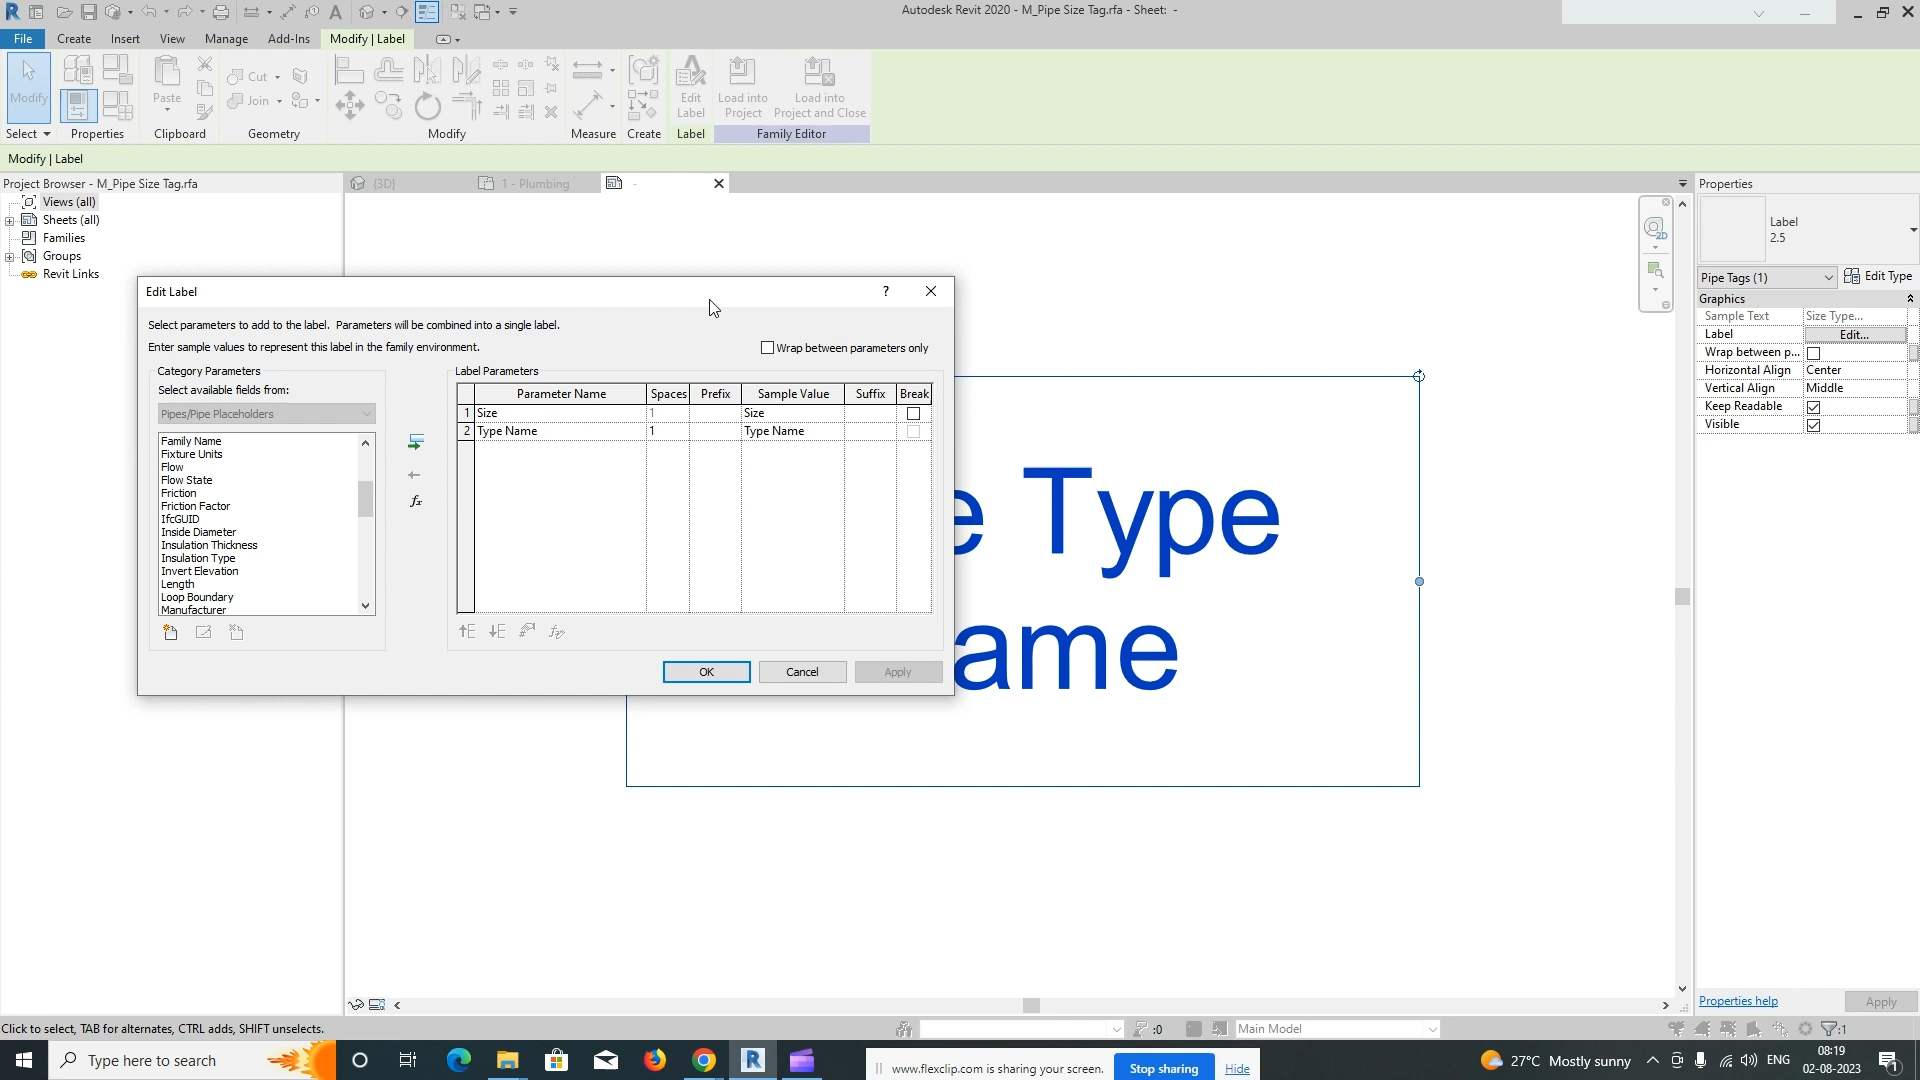 Autodesk Revit 2020 - M_Pipe Size Tag.rfa - Sheet: -
File Create Insert View Manage Add-Ins Modify | Label
Modify Paste Cut Join Edit Label Load into Project Load into Project and Close
Select Properties Clipboard Geometry Modify Measure Create Label Family Editor
Modify | Label
Project Browser - M_Pipe Size Tag.rfa
Views (all)
Sheets (all)
Families
Groups
Revit Links
{3D} 1 - Plumbing -
Edit Label
?
Select parameters to add to the label. Parameters will be combined into a single label.
Enter sample values to represent this label in the family environment.
Wrap between parameters only
Category Parameters
Select available fields from:
Pipes/Pipe Placeholders
Family Name
Fixture Units
Flow
Flow State
Friction
Friction Factor
IfcGUID
Inside Diameter
Insulation Thickness
Insulation Type
Invert Elevation
Length
Loop Boundary
Manufacturer
fx
Label Parameters
Parameter Name Spaces Prefix Sample Value Suffix Break
1 Size 1 Size
2 Type Name 1 Type Name
OK Cancel Apply
e Type
ame
2D
Properties
Label
2.5
Pipe Tags (1) Edit Type
Graphics
Sample Text Size Type...
Label Edit...
Wrap between p...
Horizontal Align Center
Vertical Align Middle
Keep Readable
Visible
Properties help Apply
Click to select, TAB for alternates, CTRL adds, SHIFT unselects.
:0 Main Model :1
Type here to search
www.flexclip.com is sharing your screen. Stop sharing Hide
27°C Mostly sunny ENG
08:19
02-08-2023
1